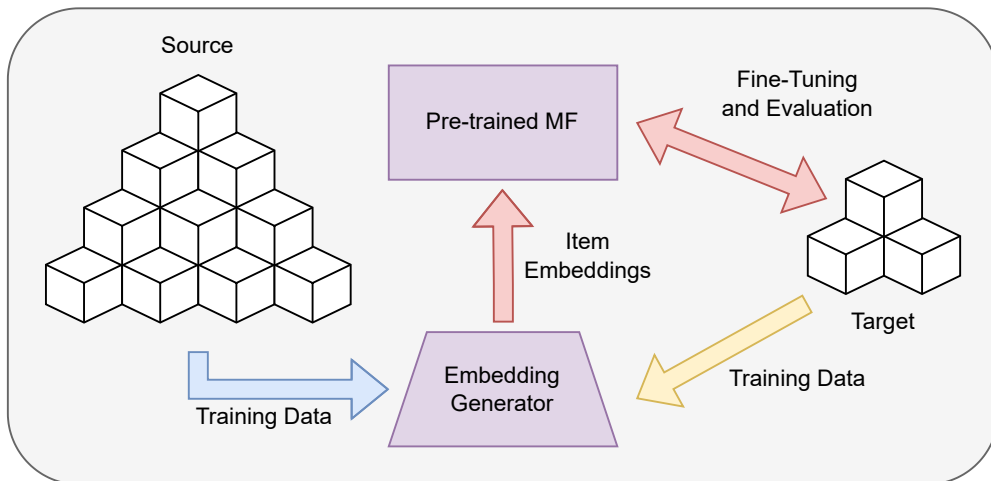 Source
Pre-trained MF
Fine-Tuning
and Evaluation
Item
Embeddings
Target
Embedding
Generator
Training Data
Training Data